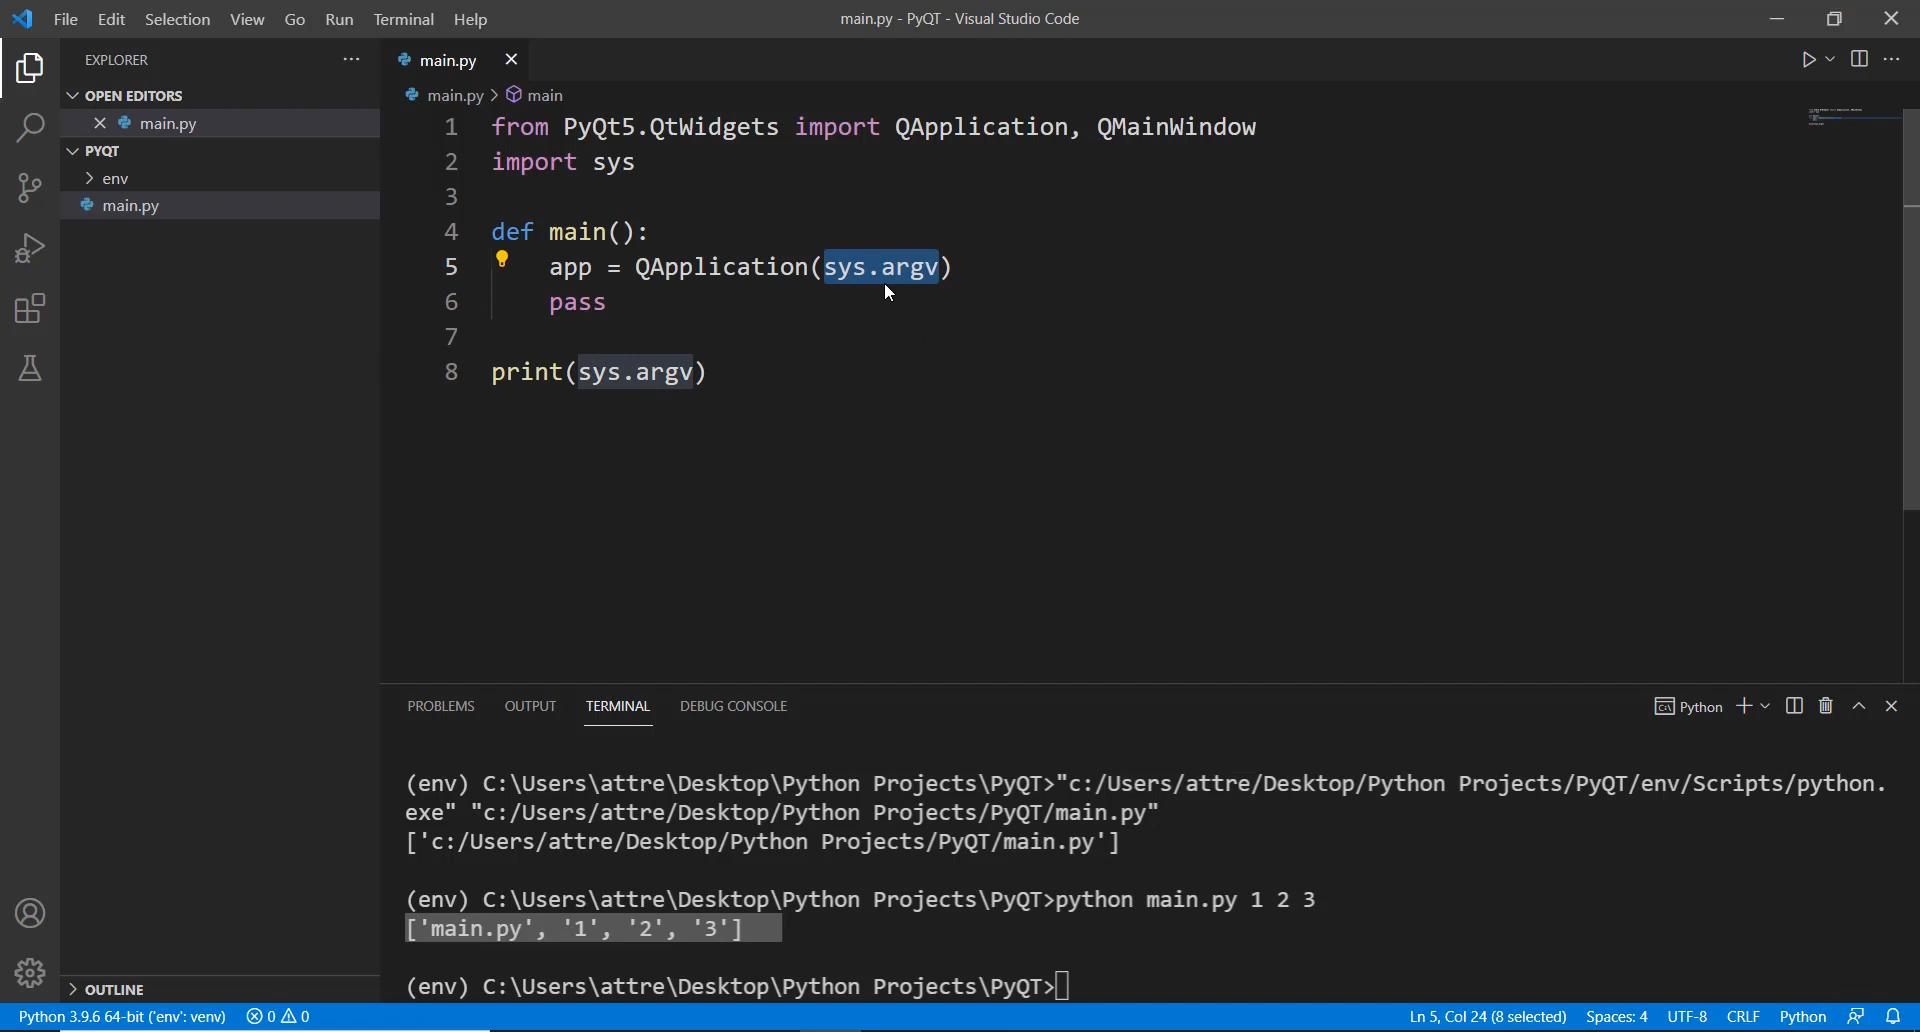 File Edit Selection View Go Run Terminal Help
main.py - PyQT - Visual Studio Code
EXPLORER
OPEN EDITORS
main.py
PYQT
env
main.py
OUTLINE
main.py
main.py > main
1 from PyQt5.QtWidgets import QApplication, QMainWindow
2 import sys
3
4 def main():
5 app = QApplication(sys.argv)
6 pass
7
8 print(sys.argv)
PROBLEMS OUTPUT TERMINAL DEBUG CONSOLE
Python
(env) C:\Users\attre\Desktop\Python Projects\PyQT>"c:/Users/attre/Desktop/Python Projects/PyQT/env/Scripts/python.
exe" "c:/Users/attre/Desktop/Python Projects/PyQT/main.py"
['c:/Users/attre/Desktop/Python Projects/PyQT/main.py']
(env) C:\Users\attre\Desktop\Python Projects\PyQT>python main.py 1 2 3
['main.py', '1', '2', '3']
(env) C:\Users\attre\Desktop\Python Projects\PyQT>
Python 3.9.6 64-bit ('env': venv) 0 0 Ln 5, Col 24 (8 selected) Spaces: 4 UTF-8 CRLF Python